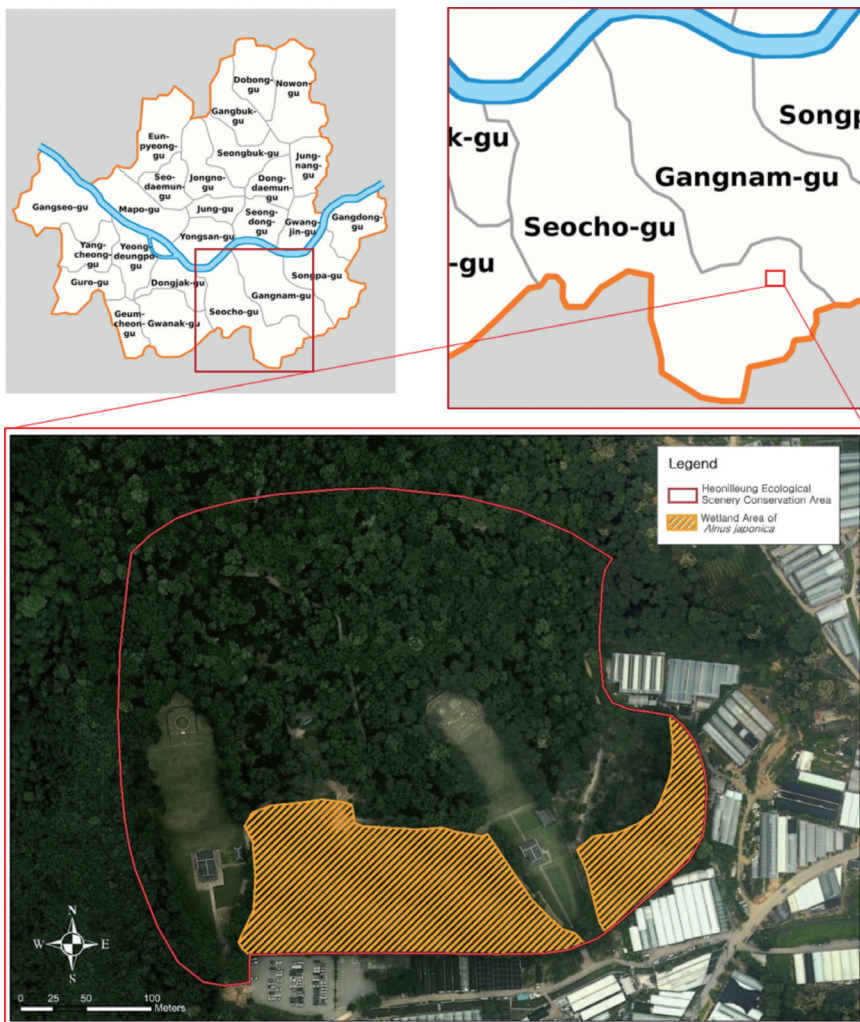 Dobong-
gu
Nowon-
gu
Gangbuk-
gu
Eun-
pyeong-
gu
Seongbuk-gu
Jung-
nang-
gu
Seo-
daemun-
gu
Jongno-
gu
Dong-
daemun-
gu
Gangseo-gu
Mapo-gu
Jung-gu
Seong-
dong-
gu
Gwang-
jin-gu
Gangdong-
gu
Yongsan-gu
Yang-
cheong-
gu
Yeong-
deungpo-
gu
Dongjak-gu
Songpa-gu
Guro-gu
Gangnam-gu
Geum-
cheon-
gu
Gwanak-gu
Seocho-gu
Songp
k-gu
Gangnam-gu
Seocho-gu
-gu
Legend
Heonilleung Ecological
Scenery Conservation Area
Wetland Area of
Alnus japonica
N
W E
S
0 25 50 100
Meters